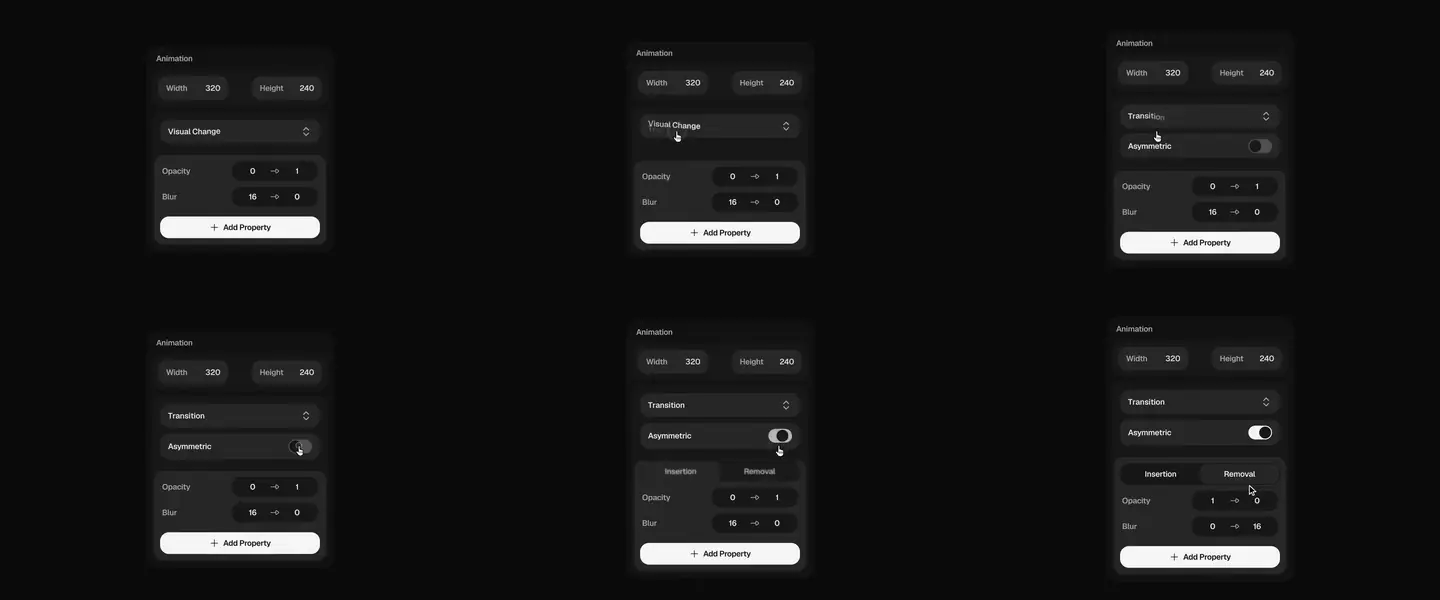 Animation
Width 320 Height 240
Visual Change
Opacity 0 1
Blur 16 0
Add Property
Animation
Width 320 Height 240
Visual Change
Opacity 0 1
Blur 16 0
Add Property
Animation
Width 320 Height 240
Transition
Asymmetric
Opacity 0 1
Blur 16 0
Add Property
Animation
Width 320 Height 240
Transition
Asymmetric
Opacity 0 1
Blur 16 0
Add Property
Animation
Width 320 Height 240
Transition
Asymmetric
Insertion Removal
Opacity 0 1
Blur 16 0
Add Property
Animation
Width 320 Height 240
Transition
Asymmetric
Insertion Removal
Opacity 1 0
Blur 0 16
Add Property